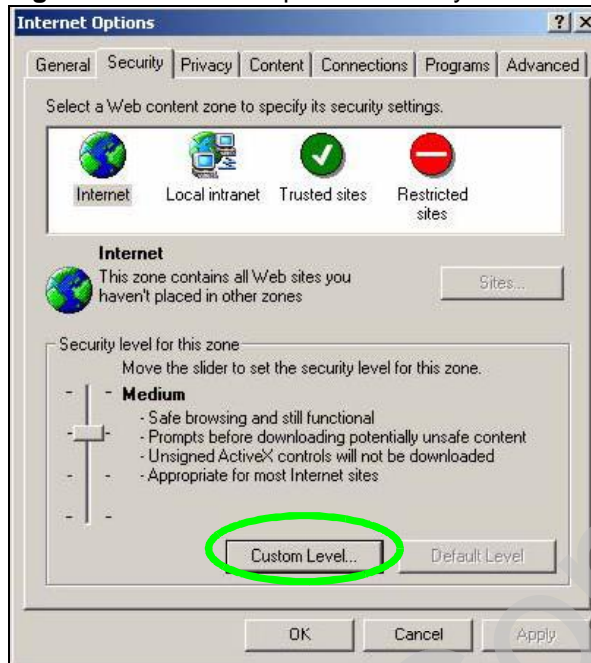 Internet Options
General Security Privacy Content Connections Programs Advanced
Select a Web content zone to specify its security settings.
Internet Local intranet Trusted sites Restricted sites
Internet
This zone contains all Web sites you
haven't placed in other zones
Sites...
Security level for this zone
Move the slider to set the security level for this zone.
Medium
- Safe browsing and still functional
- Prompts before downloading potentially unsafe content
- Unsigned ActiveX controls will not be downloaded
- Appropriate for most Internet sites
Custom Level... Default Level
OK Cancel Apply